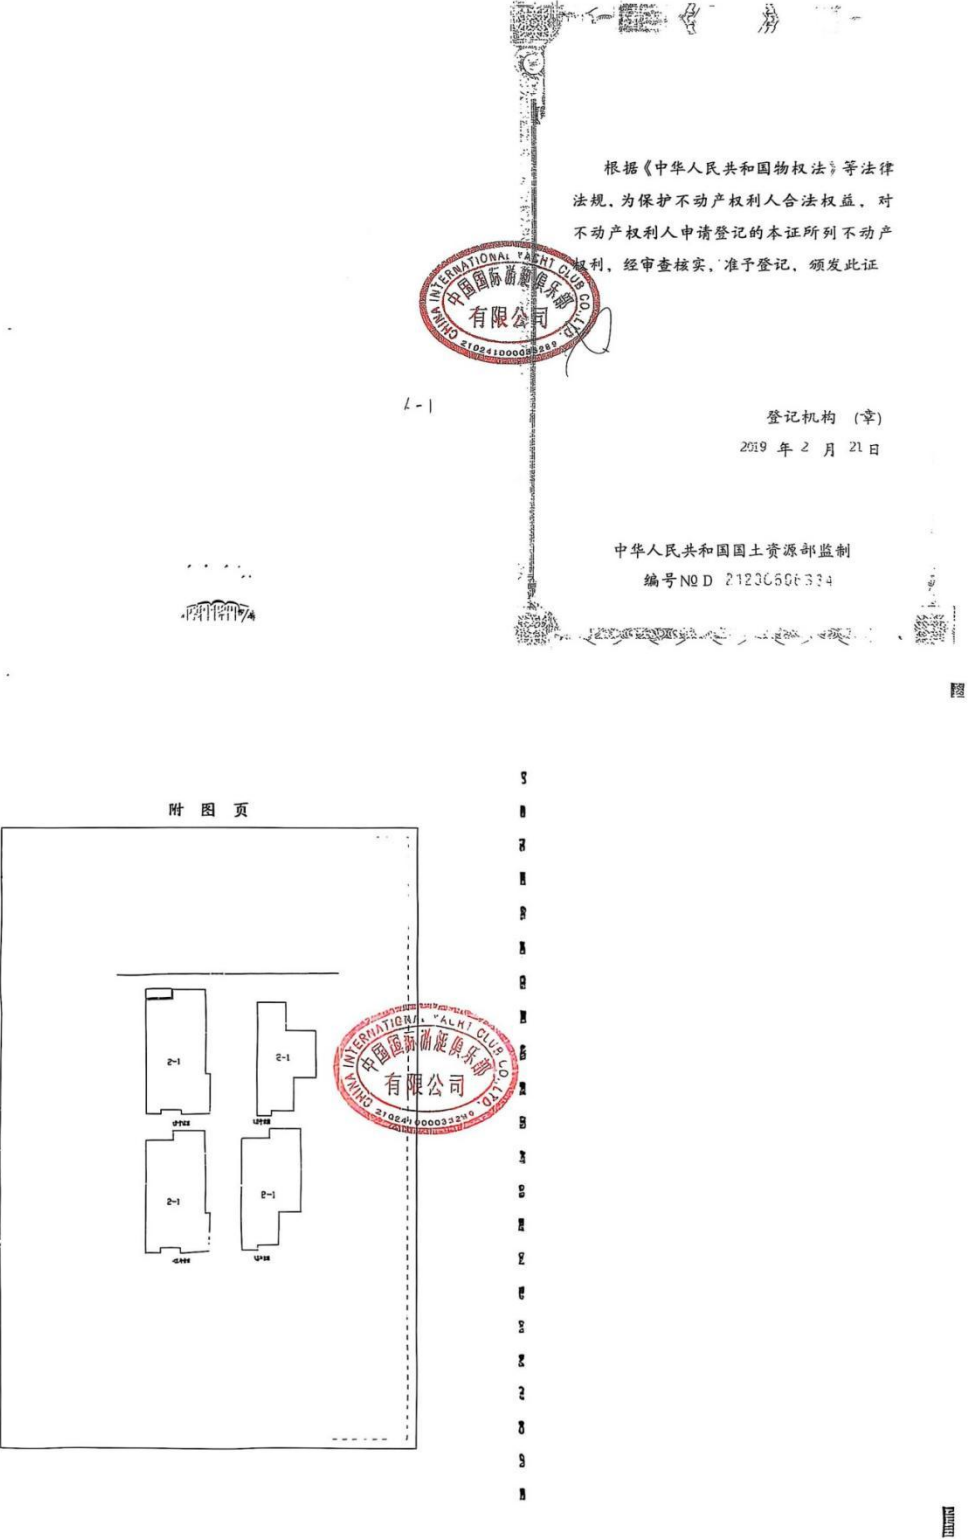 根据《中华人民共和国物权法》等法律
法规,为保护不动产权利人合法权益,对
不动产权利人申请登记的本证所列不动产
权利,经审查核实,准予登记,颁发此证
CHINA INTERNATIONAL YACHT CLUB CO.,LTD.
中国国际游艇俱乐部
有限公司
登记机构 (章)
2019 年 2 月 21 日
中华人民共和国国土资源部监制
编号 NO D
附 图 页
2-1
2-1
CHINA INTERNATIONAL YACHT CLUB CO.,LTD.
中国国际游艇俱乐部
有限公司
2-1
2-1